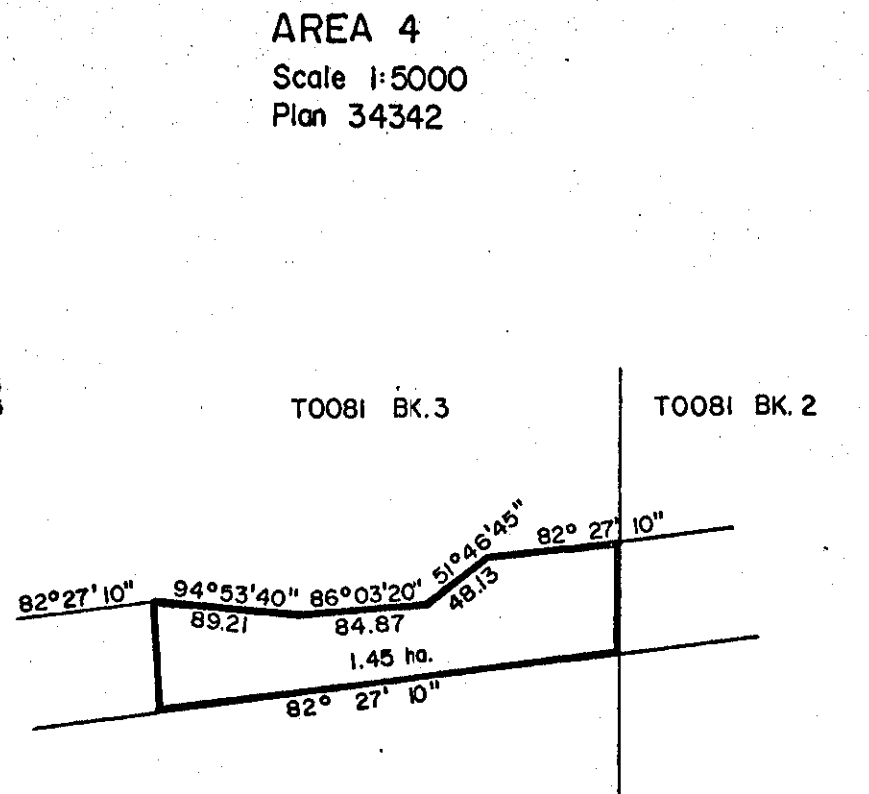 AREA 4
Scale 1:5000
Plan 34342
T0081 BK.3
T0081 BK.2
82°27'10"
94°53'40"
86°03'20"
51°46'45"
82° 27' 10"
89.21
84.87
48.13
1.45 ha.
82° 27' 10"